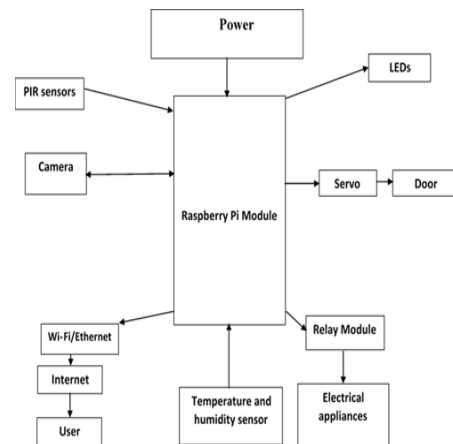 Power
LEDs
PIR sensors
Camera
Raspberry Pi Module
Servo
Door
Wi-Fi/Ethernet
Relay Module
Internet
Temperature and
humidity sensor
Electrical
appliances
User